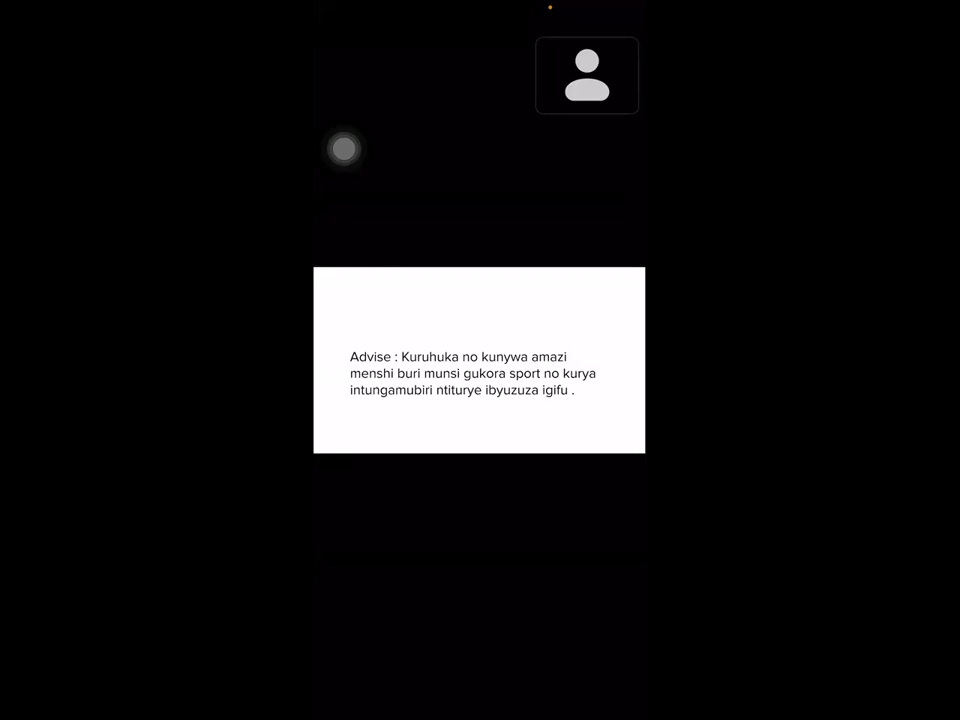 Advise : Kuruhuka no kunywa amazi
menshi buri munsi gukora sport no kurya
intungamubiri ntiturye ibyuzuza igifu .